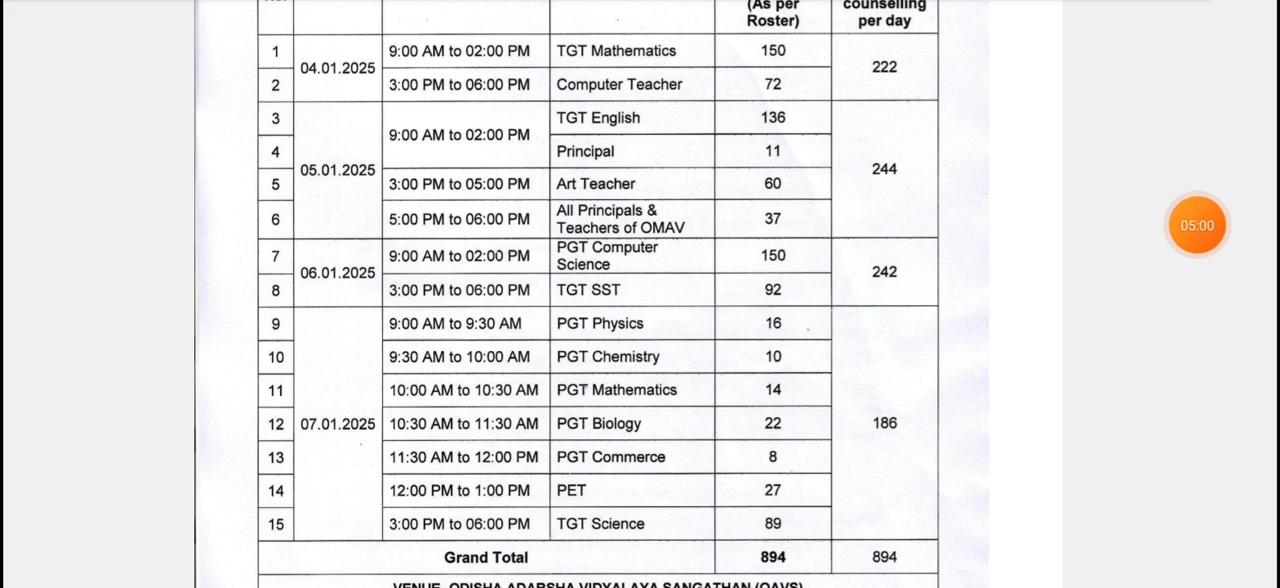 (As per
Roster)
counselling
per day
1 04.01.2025 9:00 AM to 02:00 PM TGT Mathematics 150 222
2 3:00 PM to 06:00 PM Computer Teacher 72
3 05.01.2025 9:00 AM to 02:00 PM TGT English 136 244
4 Principal 11
5 3:00 PM to 05:00 PM Art Teacher 60
6 5:00 PM to 06:00 PM All Principals &
Teachers of OMAV 37
7 06.01.2025 9:00 AM to 02:00 PM PGT Computer
Science 150 242
8 3:00 PM to 06:00 PM TGT SST 92
9 07.01.2025 9:00 AM to 9:30 AM PGT Physics 16 186
10 9:30 AM to 10:00 AM PGT Chemistry 10
11 10:00 AM to 10:30 AM PGT Mathematics 14
12 10:30 AM to 11:30 AM PGT Biology 22
13 11:30 AM to 12:00 PM PGT Commerce 8
14 12:00 PM to 1:00 PM PET 27
15 3:00 PM to 06:00 PM TGT Science 89
Grand Total 894 894
VENUE ODISHA ADARSHA VIDYALAYA SANGATHAN (OAVS)
05:00